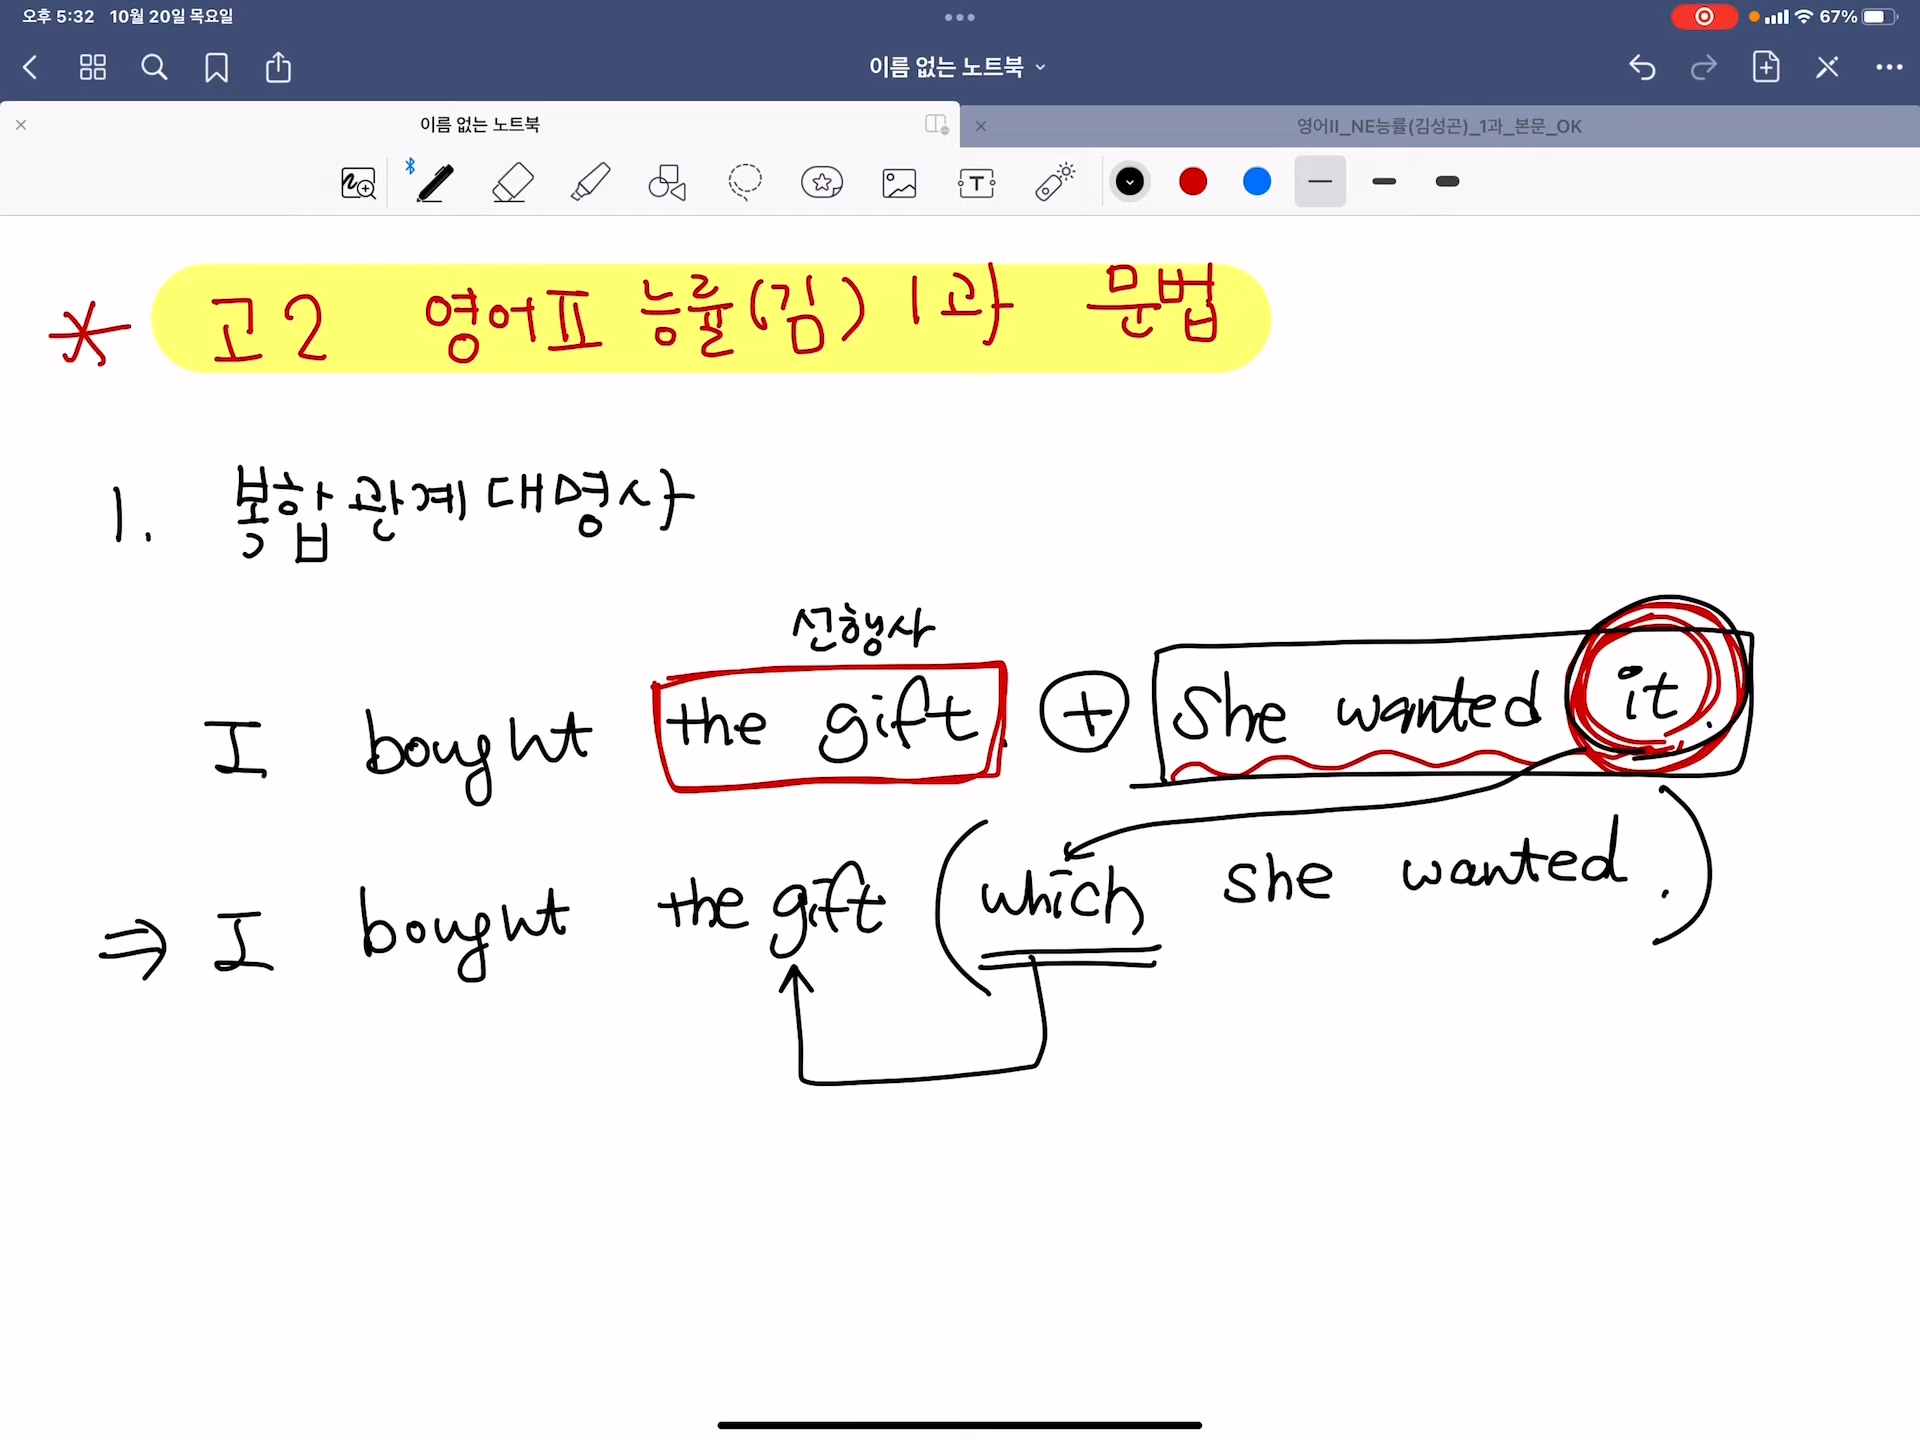 오후 5:32 10월 20일 목요일
67%
이름 없는 노트북
이름 없는 노트북
영어II_NE능률(김성곤)_1과_본문_OK
T
* 고2 영어Ⅱ 능률(김) 1과 문법
1. 복합관계대명사
선행사
I bought the gift. + She wanted it.
⇒ I bought the gift (which she wanted.)